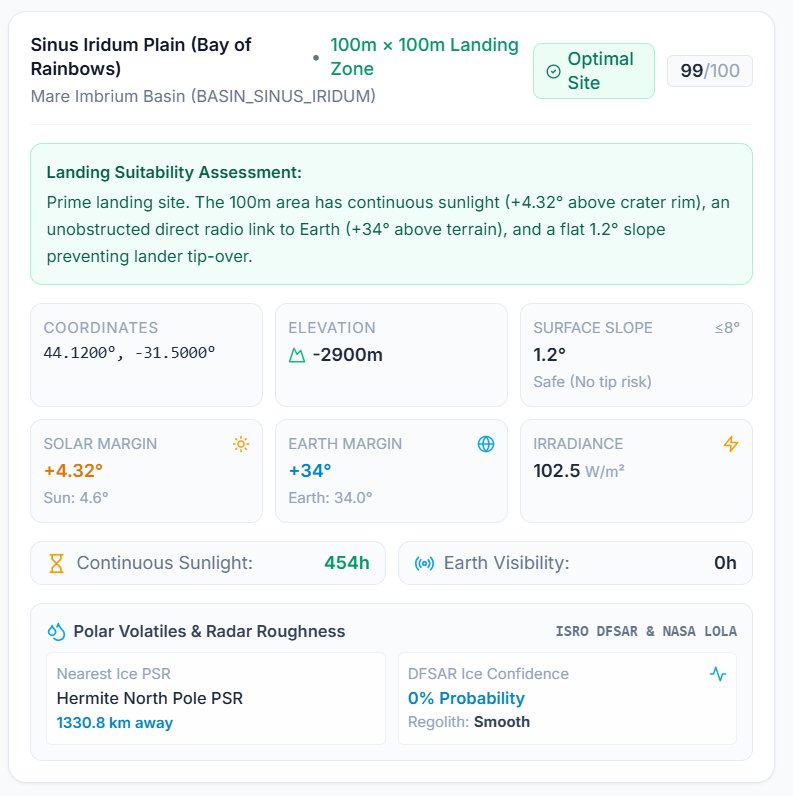 Sinus Iridum Plain (Bay of
Rainbows)
• 100m × 100m Landing
Zone
Optimal
Site
99/100
Mare Imbrium Basin (BASIN_SINUS_IRIDUM)
Landing Suitability Assessment:
Prime landing site. The 100m area has continuous sunlight (+4.32° above crater rim), an
unobstructed direct radio link to Earth (+34° above terrain), and a flat 1.2° slope
preventing lander tip-over.
COORDINATES
44.1200°, -31.5000°
ELEVATION
-2900m
SURFACE SLOPE ≤8°
1.2°
Safe (No tip risk)
SOLAR MARGIN
+4.32°
Sun: 4.6°
EARTH MARGIN
+34°
Earth: 34.0°
IRRADIANCE
102.5 W/m²
Continuous Sunlight: 454h
Earth Visibility: 0h
Polar Volatiles & Radar Roughness
ISRO DFSAR & NASA LOLA
Nearest Ice PSR
Hermite North Pole PSR
1330.8 km away
DFSAR Ice Confidence
0% Probability
Regolith: Smooth